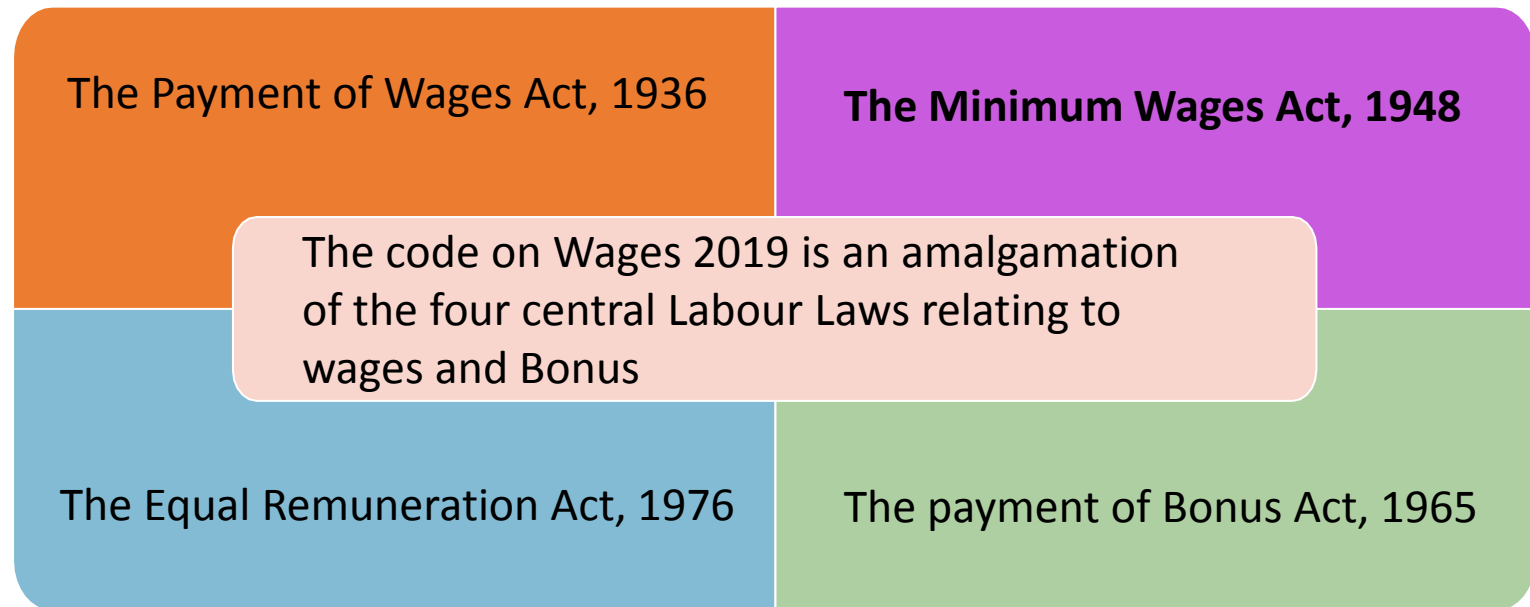 The Payment of Wages Act, 1936
The Minimum Wages Act, 1948
The code on Wages 2019 is an amalgamation
of the four central Labour Laws relating to
wages and Bonus
The Equal Remuneration Act, 1976
The payment of Bonus Act, 1965